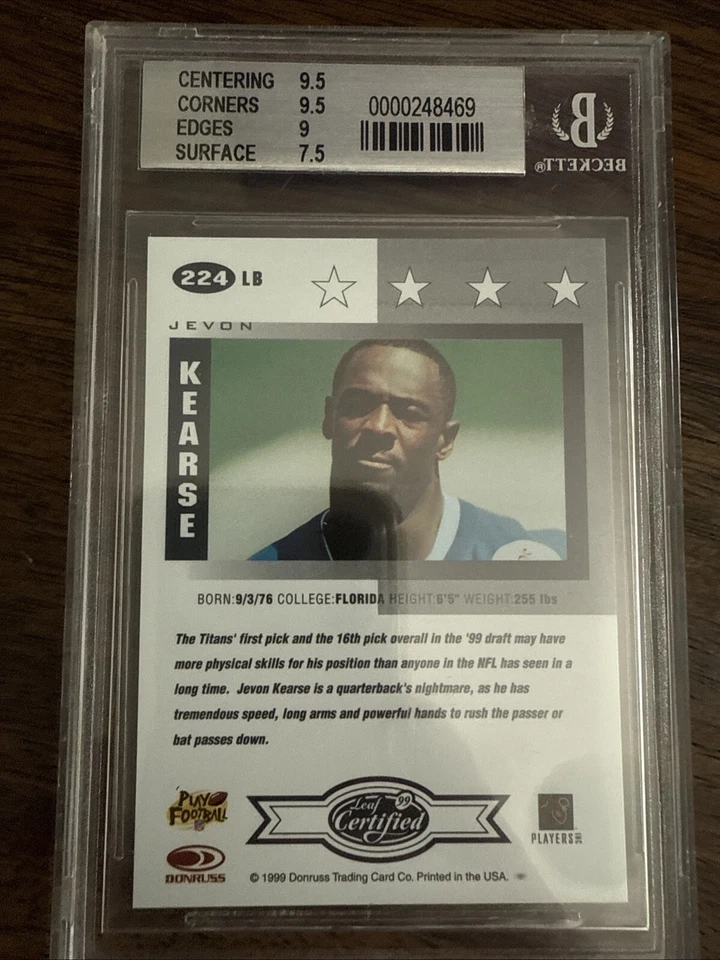 CENTERING 9.5
CORNERS 9.5
EDGES 9
SURFACE 7.5
0000248469
B
BECKETT®
224 LB
JEVON
KEARSE
BORN:9/3/76 COLLEGE:FLORIDA HEIGHT:6'5" WEIGHT:255 lbs
The Titans' first pick and the 16th pick overall in the '99 draft may have
more physical skills for his position than anyone in the NFL has seen in a
long time. Jevon Kearse is a quarterback's nightmare, as he has
tremendous speed, long arms and powerful hands to rush the passer or
bat passes down.
PLAY
FOOTBALL
Leaf 99
Certified
PLAYERS INC
DONRUSS
© 1999 Donruss Trading Card Co. Printed in the USA.